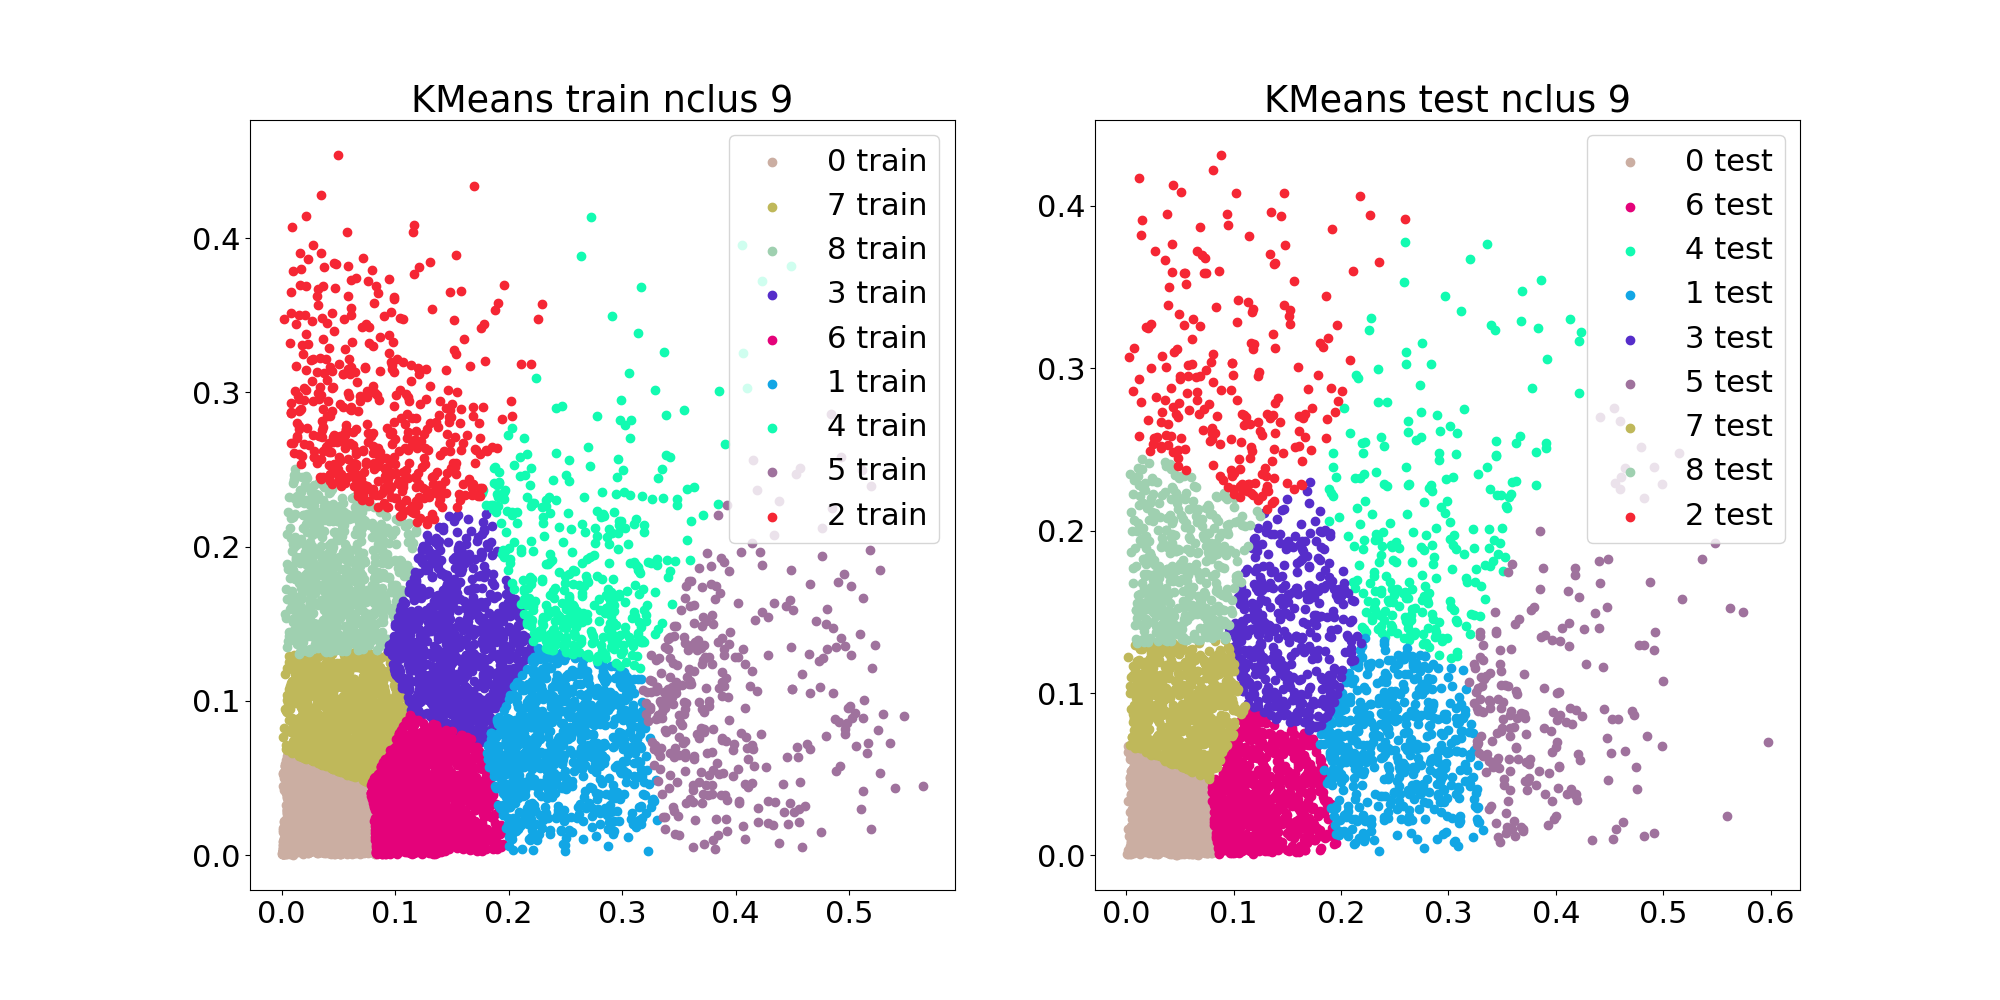 KMeans train nclus 9
0 train
7 train
8 train
3 train
6 train
1 train
4 train
5 train
2 train
0.4
0.3
0.2
0.1
0.0
0.0 0.1 0.2 0.3 0.4 0.5
KMeans test nclus 9
0 test
6 test
4 test
1 test
3 test
5 test
7 test
8 test
2 test
0.4
0.3
0.2
0.1
0.0
0.0 0.1 0.2 0.3 0.4 0.5 0.6